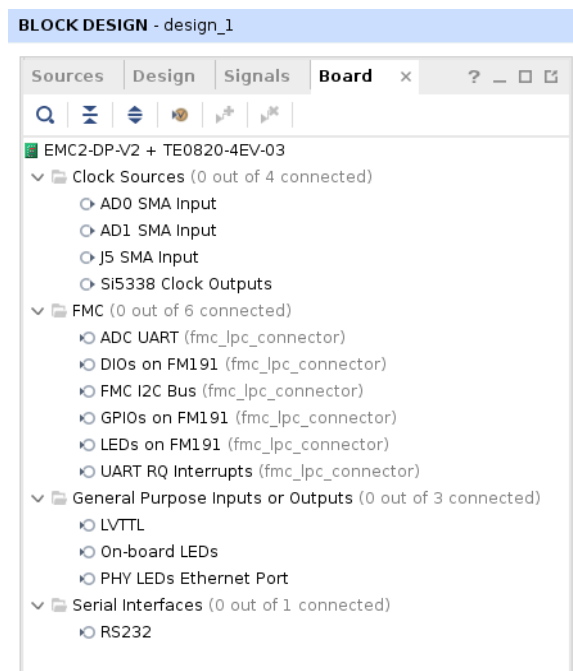 BLOCK DESIGN - design_1
Sources Design Signals Board × ? _
EMC2-DP-V2 + TE0820-4EV-03
Clock Sources (0 out of 4 connected)
AD0 SMA Input
AD1 SMA Input
J5 SMA Input
Si5338 Clock Outputs
FMC (0 out of 6 connected)
ADC UART (fmc_lpc_connector)
DIOs on FM191 (fmc_lpc_connector)
FMC I2C Bus (fmc_lpc_connector)
GPIOs on FM191 (fmc_lpc_connector)
LEDs on FM191 (fmc_lpc_connector)
UART RQ Interrupts (fmc_lpc_connector)
General Purpose Inputs or Outputs (0 out of 3 connected)
LVTTL
On-board LEDs
PHY LEDs Ethernet Port
Serial Interfaces (0 out of 1 connected)
RS232